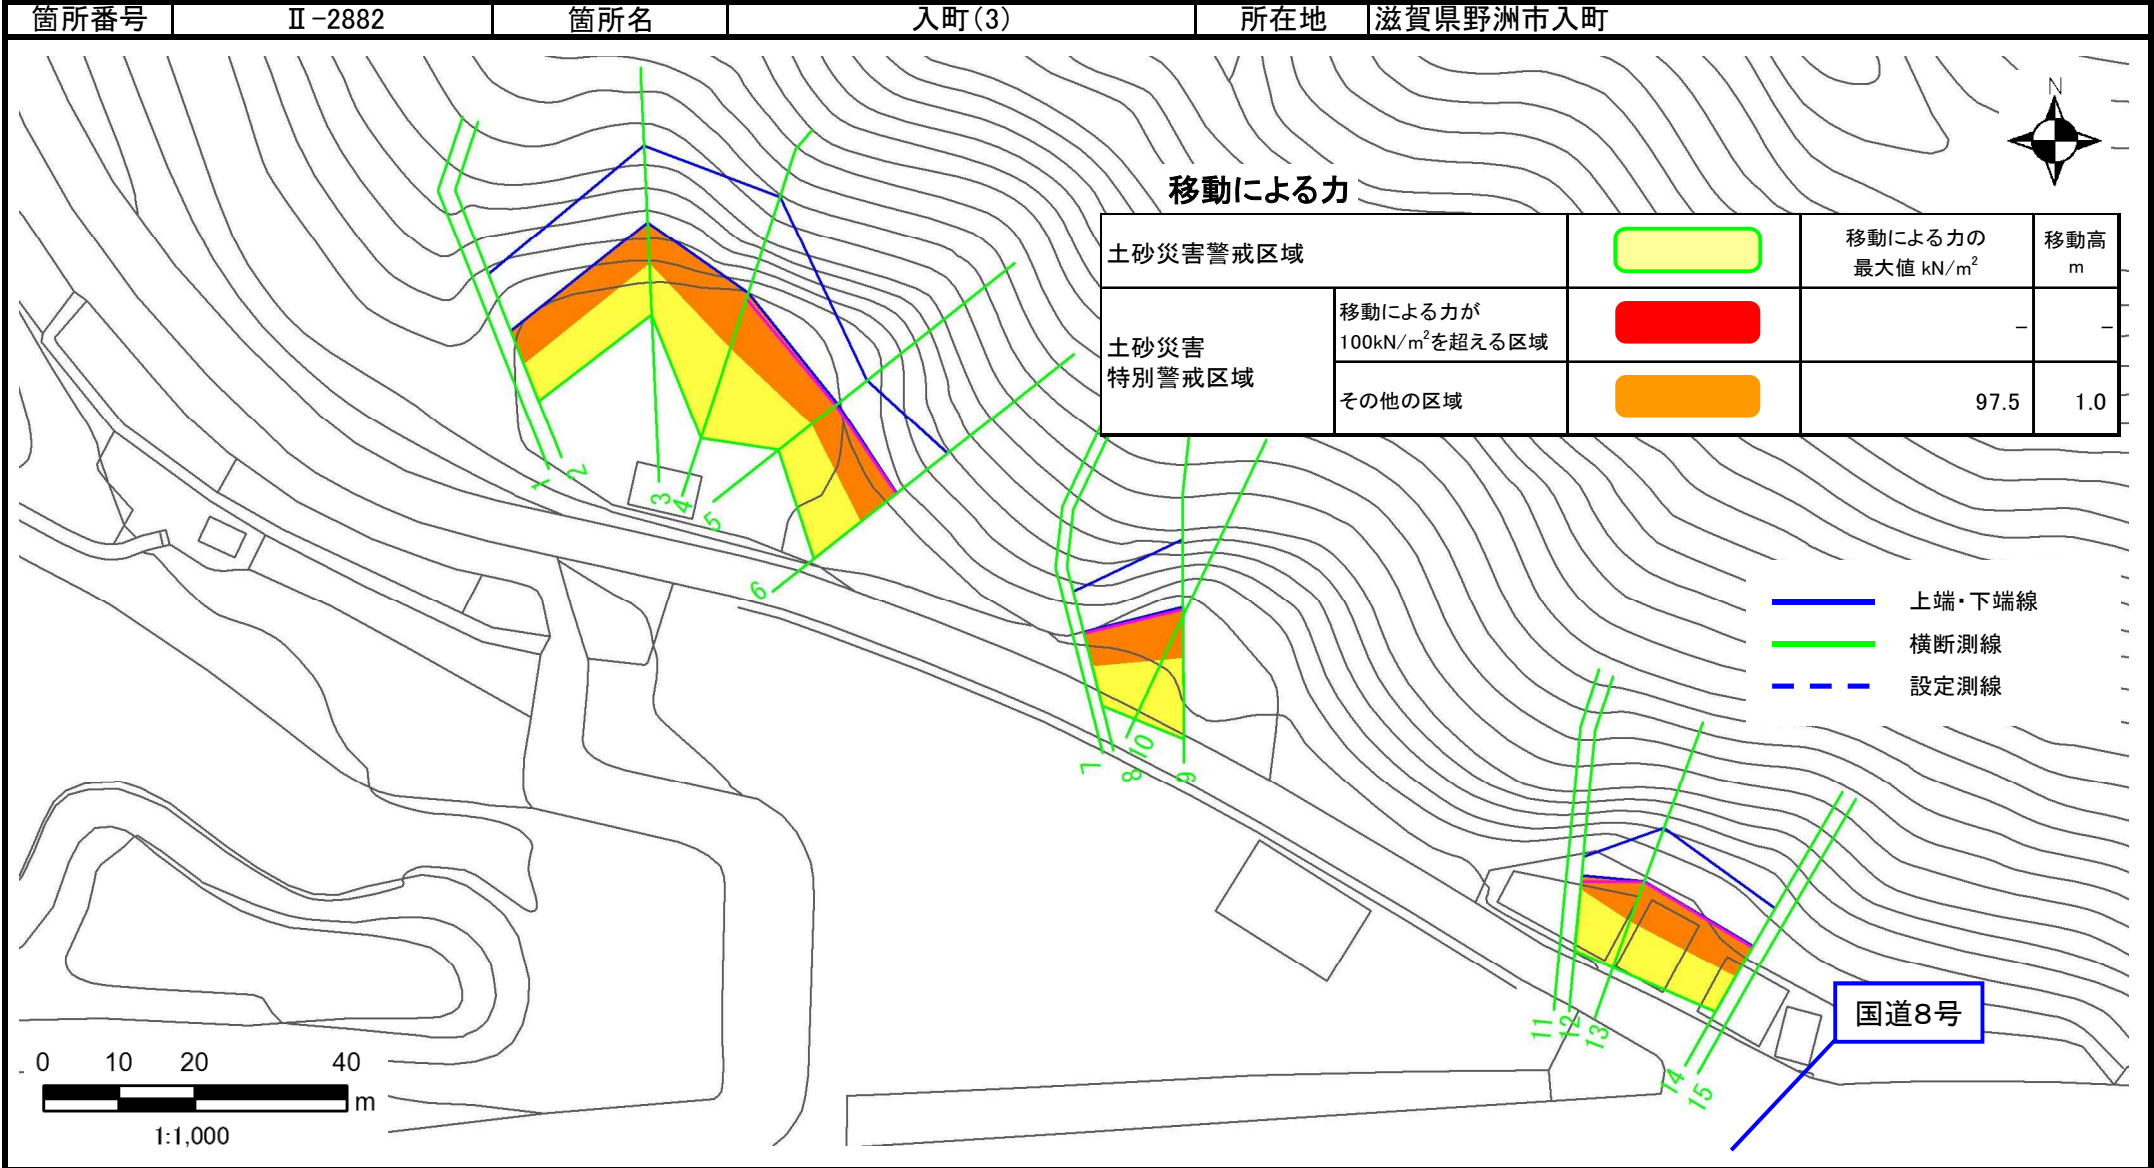 箇所番号 Ⅱ-2882 箇所名 入町(3) 所在地 滋賀県野洲市入町
N
移動による力
土砂災害警戒区域 移動による力の最大値 kN/m² 移動高 m
土砂災害特別警戒区域
移動による力が
100kN/m²を超える区域 - -
その他の区域 97.5 1.0
上端・下端線
横断測線
設定測線
1 2 3 4 5 6
7 8 10 9
11 12 13 14 15
国道8号
0 10 20 40
m
1:1,000